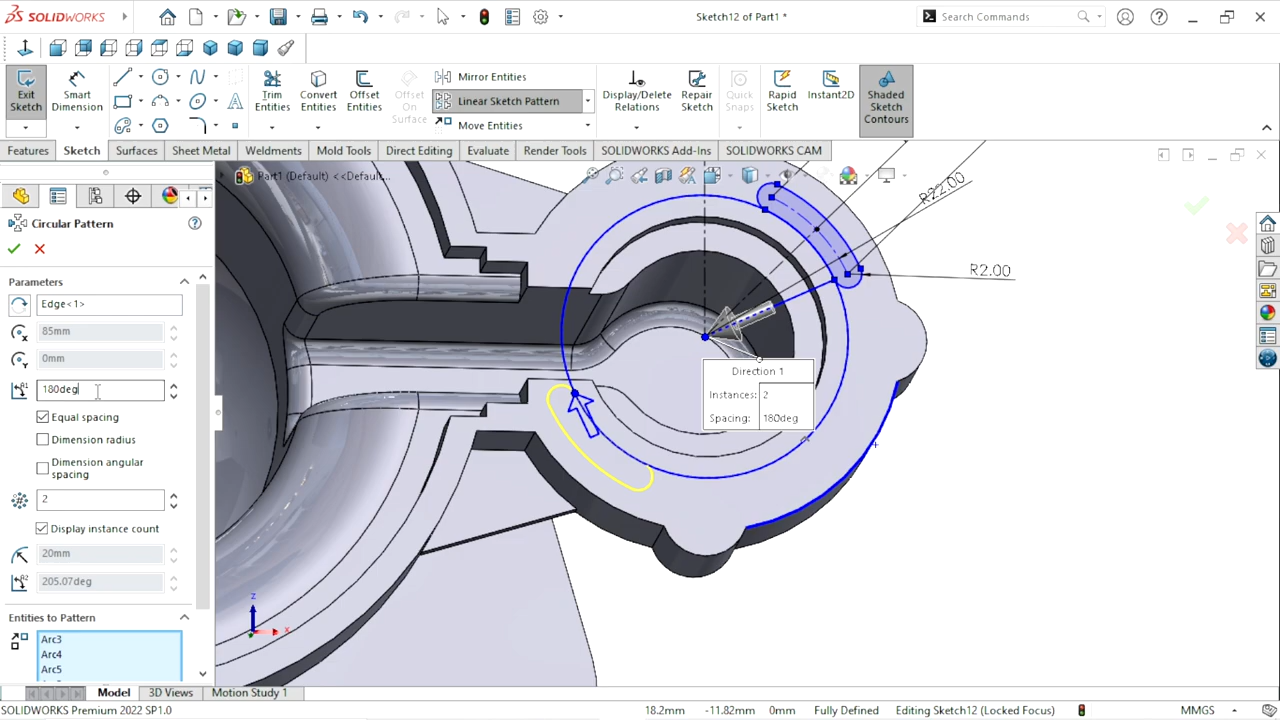 SOLIDWORKS
Sketch12 of Part1 *
Search Commands
Exit Sketch
Smart Dimension
Trim Entities
Convert Entities
Offset Entities
Offset On Surface
Mirror Entities
Linear Sketch Pattern
Move Entities
Display/Delete Relations
Repair Sketch
Quick Snaps
Rapid Sketch
Instant2D
Shaded Sketch Contours
Features
Sketch
Surfaces
Sheet Metal
Weldments
Mold Tools
Direct Editing
Evaluate
Render Tools
SOLIDWORKS Add-Ins
SOLIDWORKS CAM
Part1 (Default) <<Default...
Circular Pattern
Parameters
Edge<1>
85mm
0mm
180deg
Equal spacing
Dimension radius
Dimension angular spacing
2
Display instance count
20mm
205.07deg
Entities to Pattern
Arc3
Arc4
Arc5
R22.00
R2.00
Direction 1
Instances: 2
Spacing: 180deg
z
x
Model
3D Views
Motion Study 1
SOLIDWORKS Premium 2022 SP1.0
18.2mm
-11.82mm
0mm
Fully Defined
Editing Sketch12 (Locked Focus)
MMGS